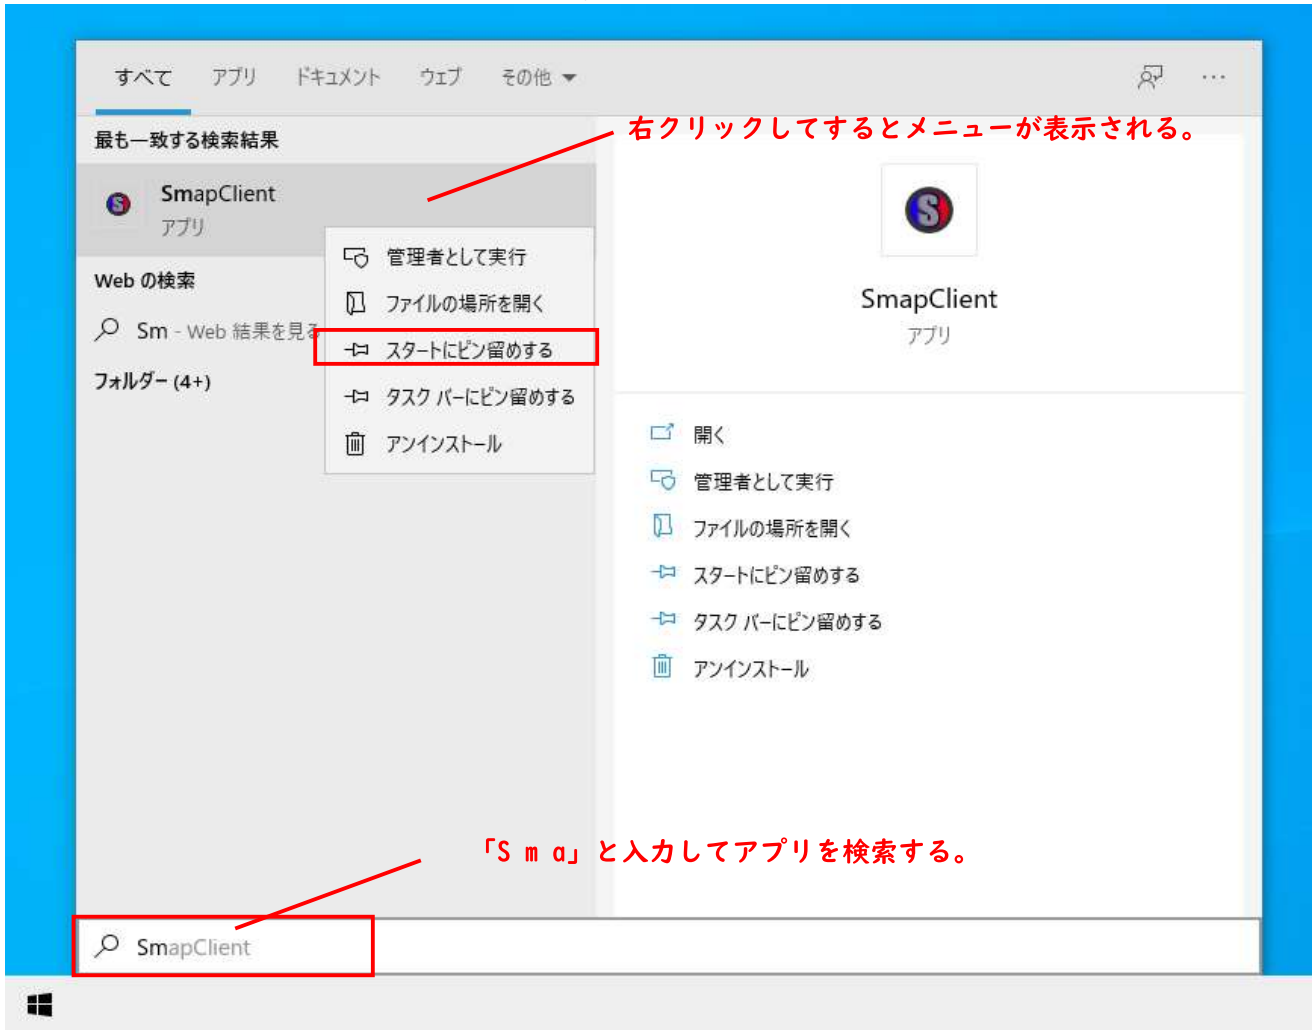 すべて アプリ ドキュメント ウェブ その他
最も一致する検索結果
右クリックしてするとメニューが表示される。
SmapClient
アプリ
管理者として実行
Web の検索
ファイルの場所を開く
Sm - Web 結果を見る
スタートにピン留めする
フォルダー (4+)
タスク バーにピン留めする
アンインストール
SmapClient
アプリ
開く
管理者として実行
ファイルの場所を開く
スタートにピン留めする
タスク バーにピン留めする
アンインストール
「Ｓｍａ」と入力してアプリを検索する。
SmapClient